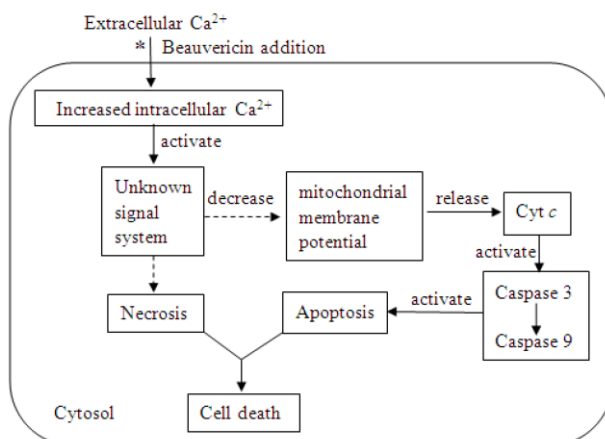 Extracellular Ca²⁺
* Beauvericin addition
Increased intracellular Ca²⁺
activate
Unknown
signal
system
decrease
mitochondrial
membrane
potential
release
Cyt c
activate
Caspase 3
Caspase 9
activate
Apoptosis
Necrosis
Cell death
Cytosol